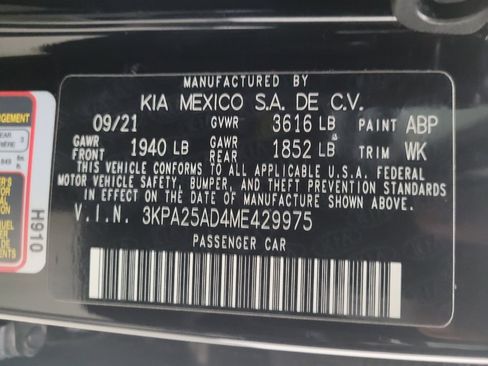 MANUFACTURED BY
KIA MEXICO S.A. DE C.V.
09/21 GVWR 3616 LB PAINT ABP
GAWR FRONT 1940 LB GAWR REAR 1852 LB TRIM WK
THIS VEHICLE CONFORMS TO ALL APPLICABLE U.S.A. FEDERAL
MOTOR VEHICLE SAFETY, BUMPER, AND THEFT PREVENTION
STANDARDS IN EFFECT ON THE DATE OF MANUFACTURE SHOWN ABOVE.
V.I.N. 3KPA25AD4ME429975
PASSENGER CAR
H910